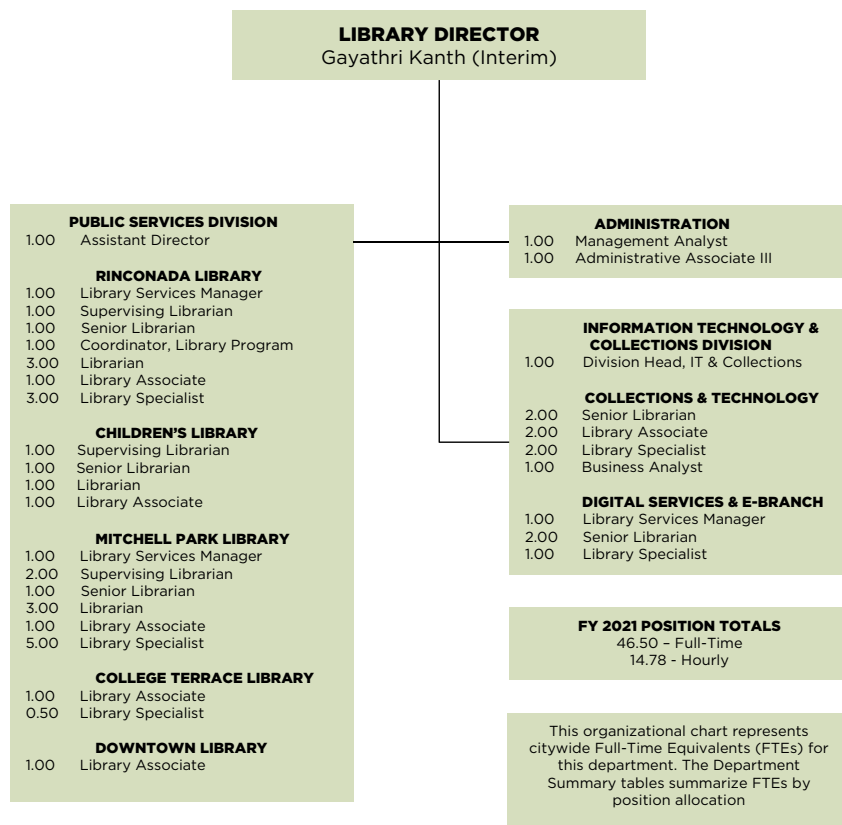 LIBRARY DIRECTOR
Gayathri Kanth (Interim)
PUBLIC SERVICES DIVISION
1.00 Assistant Director
RINCONADA LIBRARY
1.00 Library Services Manager
1.00 Supervising Librarian
1.00 Senior Librarian
1.00 Coordinator, Library Program
3.00 Librarian
1.00 Library Associate
3.00 Library Specialist
CHILDREN'S LIBRARY
1.00 Supervising Librarian
1.00 Senior Librarian
1.00 Librarian
1.00 Library Associate
MITCHELL PARK LIBRARY
1.00 Library Services Manager
2.00 Supervising Librarian
1.00 Senior Librarian
3.00 Librarian
1.00 Library Associate
5.00 Library Specialist
COLLEGE TERRACE LIBRARY
1.00 Library Associate
0.50 Library Specialist
DOWNTOWN LIBRARY
1.00 Library Associate
ADMINISTRATION
1.00 Management Analyst
1.00 Administrative Associate III
INFORMATION TECHNOLOGY &
COLLECTIONS DIVISION
1.00 Division Head, IT & Collections
COLLECTIONS & TECHNOLOGY
2.00 Senior Librarian
2.00 Library Associate
2.00 Library Specialist
1.00 Business Analyst
DIGITAL SERVICES & E-BRANCH
1.00 Library Services Manager
2.00 Senior Librarian
1.00 Library Specialist
FY 2021 POSITION TOTALS
46.50 – Full-Time
14.78 - Hourly
This organizational chart represents
citywide Full-Time Equivalents (FTEs) for
this department. The Department
Summary tables summarize FTEs by
position allocation